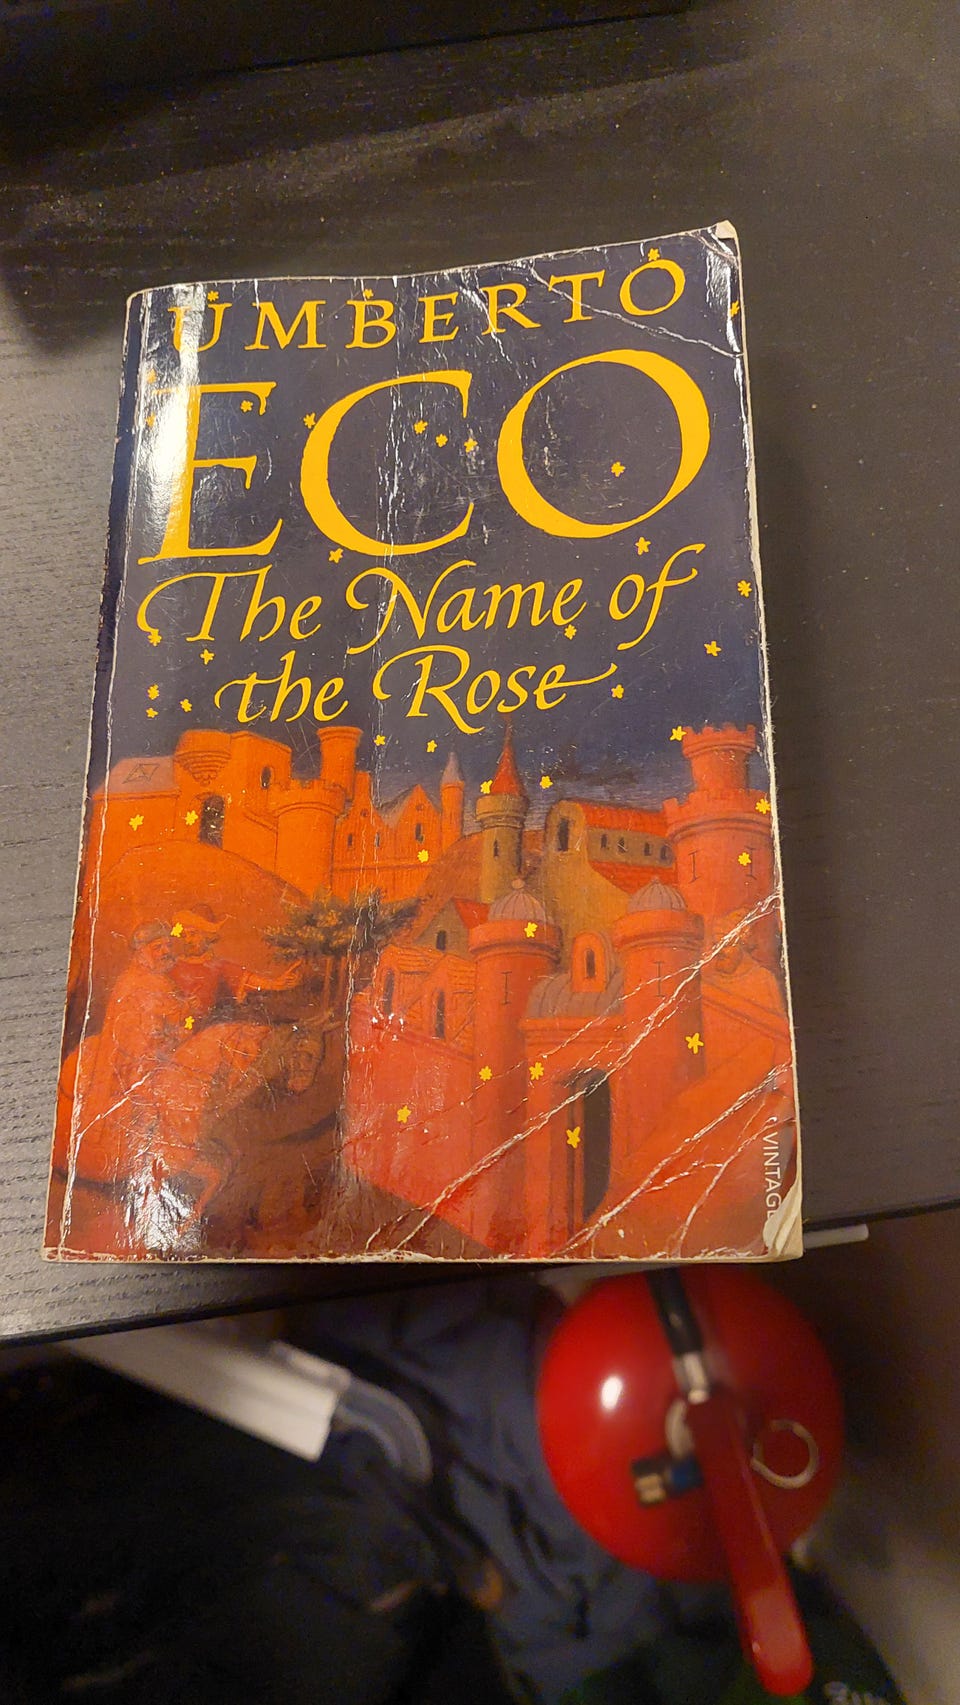 UMBERTO
ECO
The Name of
the Rose
VINTAGE